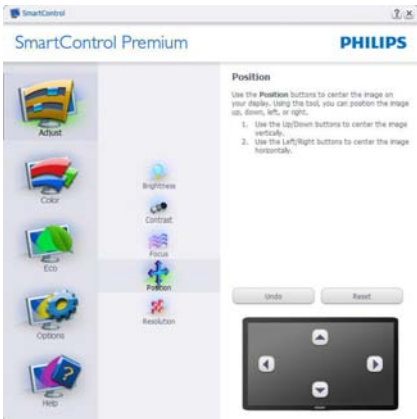 SmartControl
SmartControl Premium
PHILIPS
Adjust
Color
Eco
Options
Help
Brightness
Contrast
Focus
Position
Resolution
Position
Use the Position buttons to center the image on
your display. Using the tool, you can position the image
up, down, left, or right.
1. Use the Up/Down buttons to center the image
vertically.
2. Use the Left/Right buttons to center the image
horizontally.
Undo
Reset